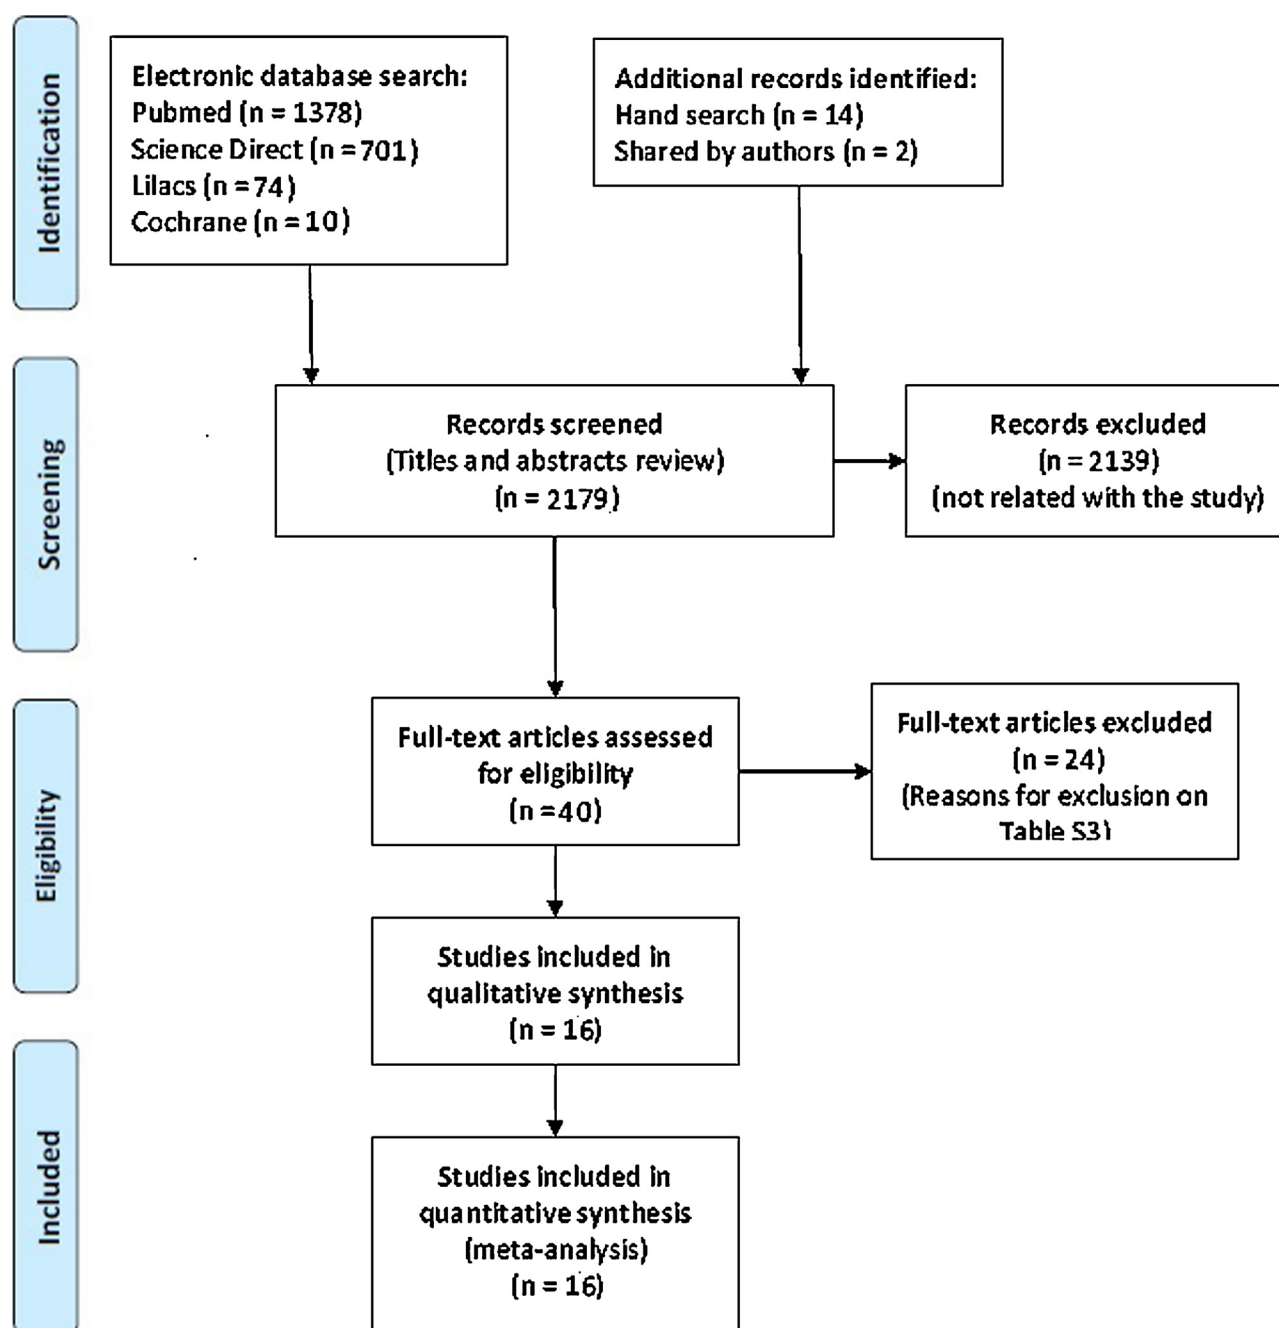 Identification
Electronic database search:
Pubmed (n = 1378)
Science Direct (n = 701)
Lilacs (n = 74)
Cochrane (n = 10)
Additional records identified:
Hand search (n = 14)
Shared by authors (n = 2)
Screening
Records screened
(Titles and abstracts review)
(n = 2179)
Records excluded
(n = 2139)
(not related with the study)
Eligibility
Full-text articles assessed
for eligibility
(n = 40)
Full-text articles excluded
(n = 24)
(Reasons for exclusion on
Table S3)
Studies included in
qualitative synthesis
(n = 16)
Included
Studies included in
quantitative synthesis
(meta-analysis)
(n = 16)